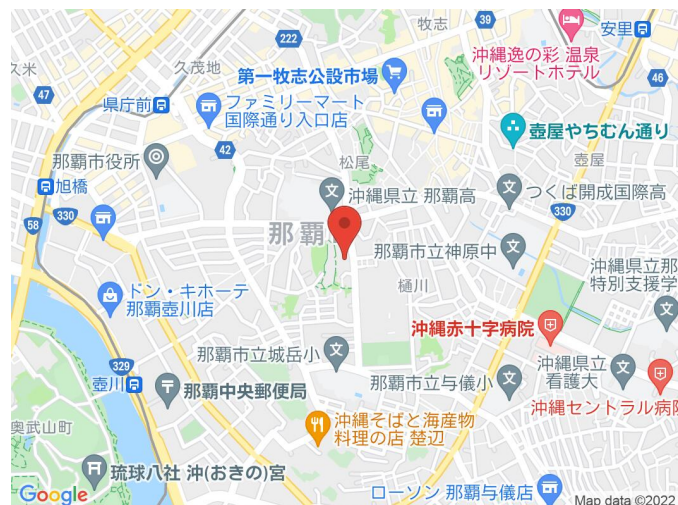 牧志
39
安里
222
久米
久茂地
沖縄逸の彩 温泉
リゾートホテル
第一牧志公設市場
46
47
県庁前
ファミリーマート
国際通り入口店
壺屋やちむん通り
42
松尾
壺屋
那覇市役所
旭橋
沖縄県立 那覇高
つくば開成国際高
330
330
58
那覇
那覇市立神原中
沖縄県立那
特別支援学
樋川
ドン・キホーテ
那覇壺川店
沖縄赤十字病院
329
那覇市立城岳小
沖縄県立
看護大
壺川
那覇中央郵便局
那覇市立与儀小
沖縄セントラル病院
奥武山町
沖縄そばと海産物
料理の店 楚辺
琉球八社 沖(おきの)宮
ローソン 那覇与儀店
Google
Map data ©2022